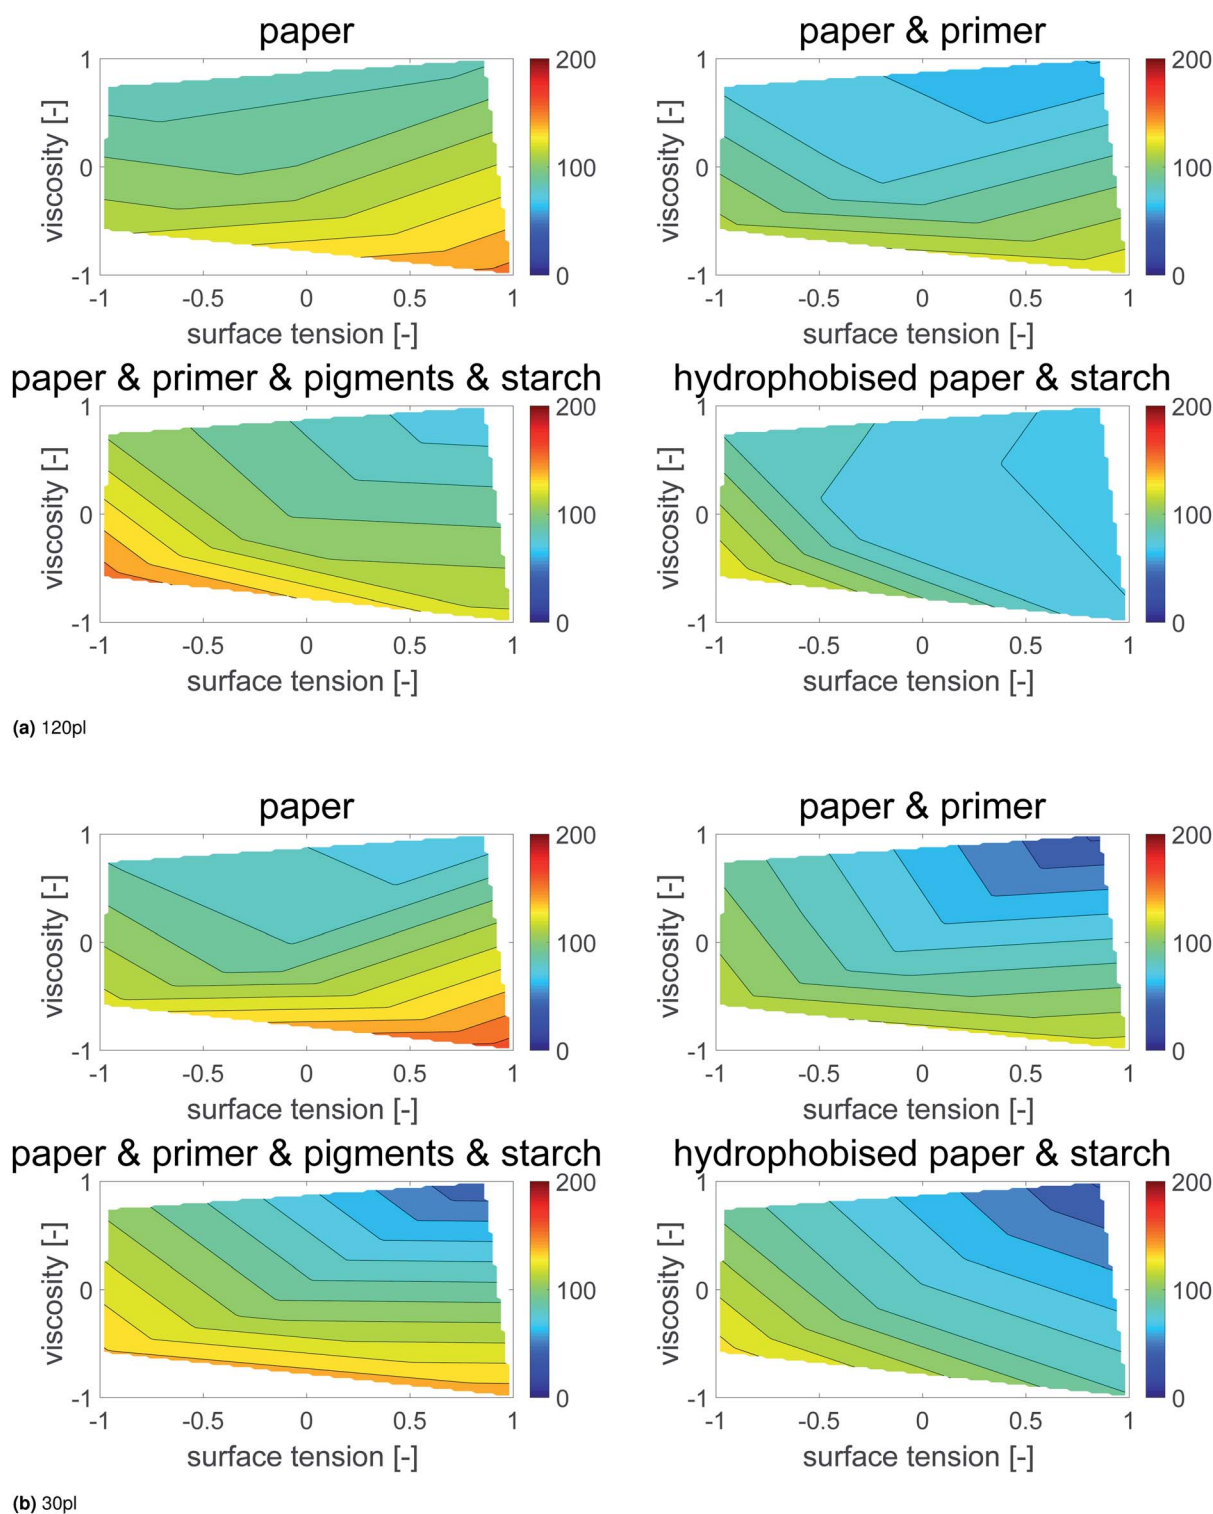 paper
paper & primer
1
0
-1
viscosity [-]
-1 -0.5 0 0.5 1
surface tension [-]
200
100
0
1
0
-1
viscosity [-]
-1 -0.5 0 0.5 1
surface tension [-]
200
100
0
paper & primer & pigments & starch
hydrophobised paper & starch
1
0
-1
viscosity [-]
-1 -0.5 0 0.5 1
surface tension [-]
200
100
0
1
0
-1
viscosity [-]
-1 -0.5 0 0.5 1
surface tension [-]
200
100
0
(a) 120pl
paper
paper & primer
1
0
-1
viscosity [-]
-1 -0.5 0 0.5 1
surface tension [-]
200
100
0
1
0
-1
viscosity [-]
-1 -0.5 0 0.5 1
surface tension [-]
200
100
0
paper & primer & pigments & starch
hydrophobised paper & starch
1
0
-1
viscosity [-]
-1 -0.5 0 0.5 1
surface tension [-]
200
100
0
1
0
-1
viscosity [-]
-1 -0.5 0 0.5 1
surface tension [-]
200
100
0
(b) 30pl